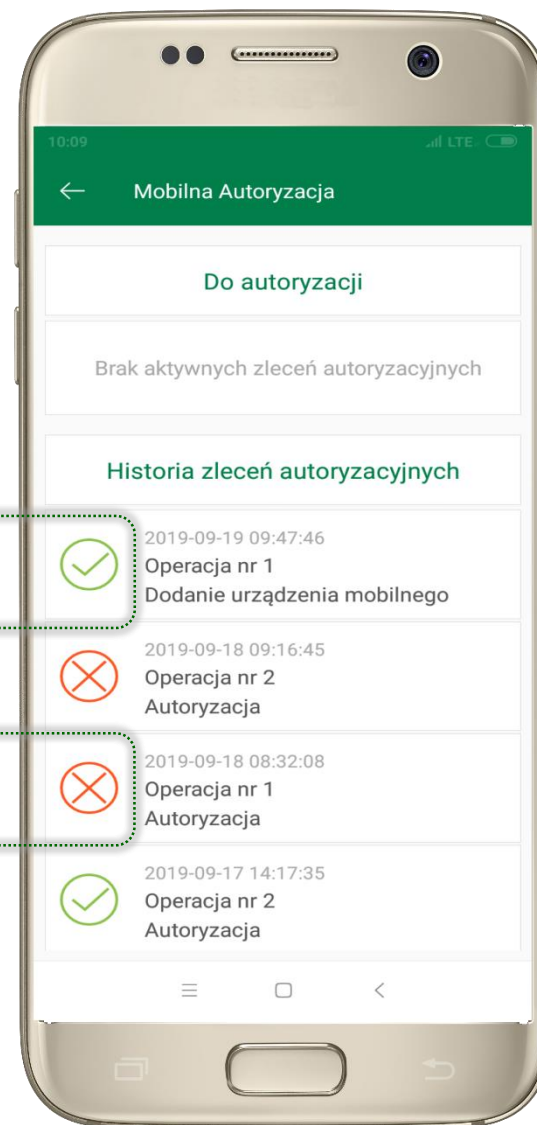 10:09
LTE
Mobilna Autoryzacja
Do autoryzacji
Brak aktywnych zleceń autoryzacyjnych
Historia zleceń autoryzacyjnych
2019-09-19 09:47:46
Operacja nr 1
Dodanie urządzenia mobilnego
2019-09-18 09:16:45
Operacja nr 2
Autoryzacja
2019-09-18 08:32:08
Operacja nr 1
Autoryzacja
2019-09-17 14:17:35
Operacja nr 2
Autoryzacja